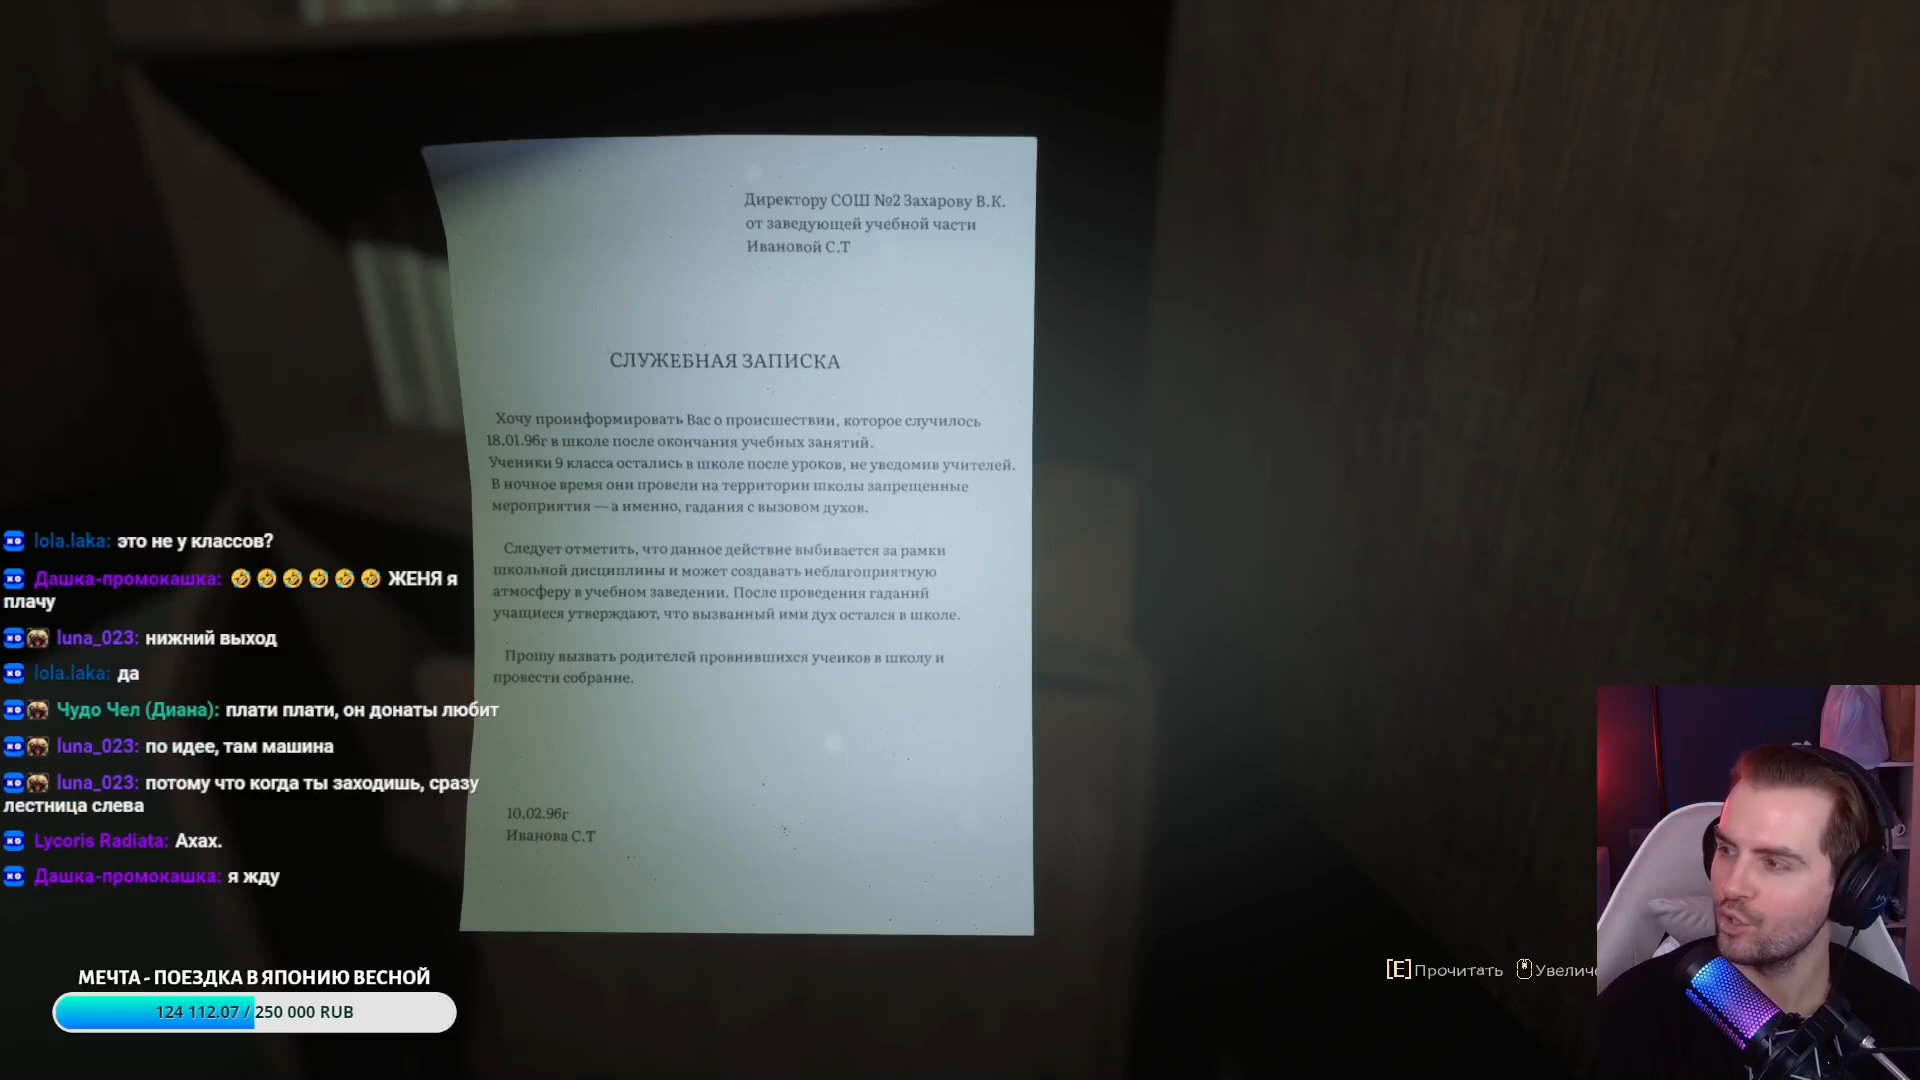 Директору СОШ №2 Захарову В.К.
от заведующей учебной части
Ивановой С.Т
СЛУЖЕБНАЯ ЗАПИСКА
Хочу проинформировать Вас о происшествии, которое случилось
18.01.96г в школе после окончания учебных занятий.
Ученики 9 класса остались в школе после уроков, не уведомив учителей.
В ночное время они провели на территории школы запрещенные
мероприятия — а именно, гадания с вызовом духов.
Следует отметить, что данное действие выбивается за рамки
школьной дисциплины и может создавать неблагоприятную
атмосферу в учебном заведении. После проведения гаданий
учащиеся утверждают, что вызванный ими дух остался в школе.
Прошу вызвать родителей провнившихся учеиков в школу и
провести собрание.
10.02.96г
Иванова С.Т
lola.laka: это не у классов?
Дашка-промокашка: 🤣🤣🤣🤣🤣🤣 ЖЕНЯ я
плачу
luna_023: нижний выход
lola.laka: да
Чудо Чел (Диана): плати плати, он донаты любит
luna_023: по идее, там машина
luna_023: потому что когда ты заходишь, сразу
лестница слева
Lycoris Radiata: Ахах.
Дашка-промокашка: я жду
МЕЧТА - ПОЕЗДКА В ЯПОНИЮ ВЕСНОЙ
124 112.07 / 250 000 RUB
[E] Прочитать Увеличе